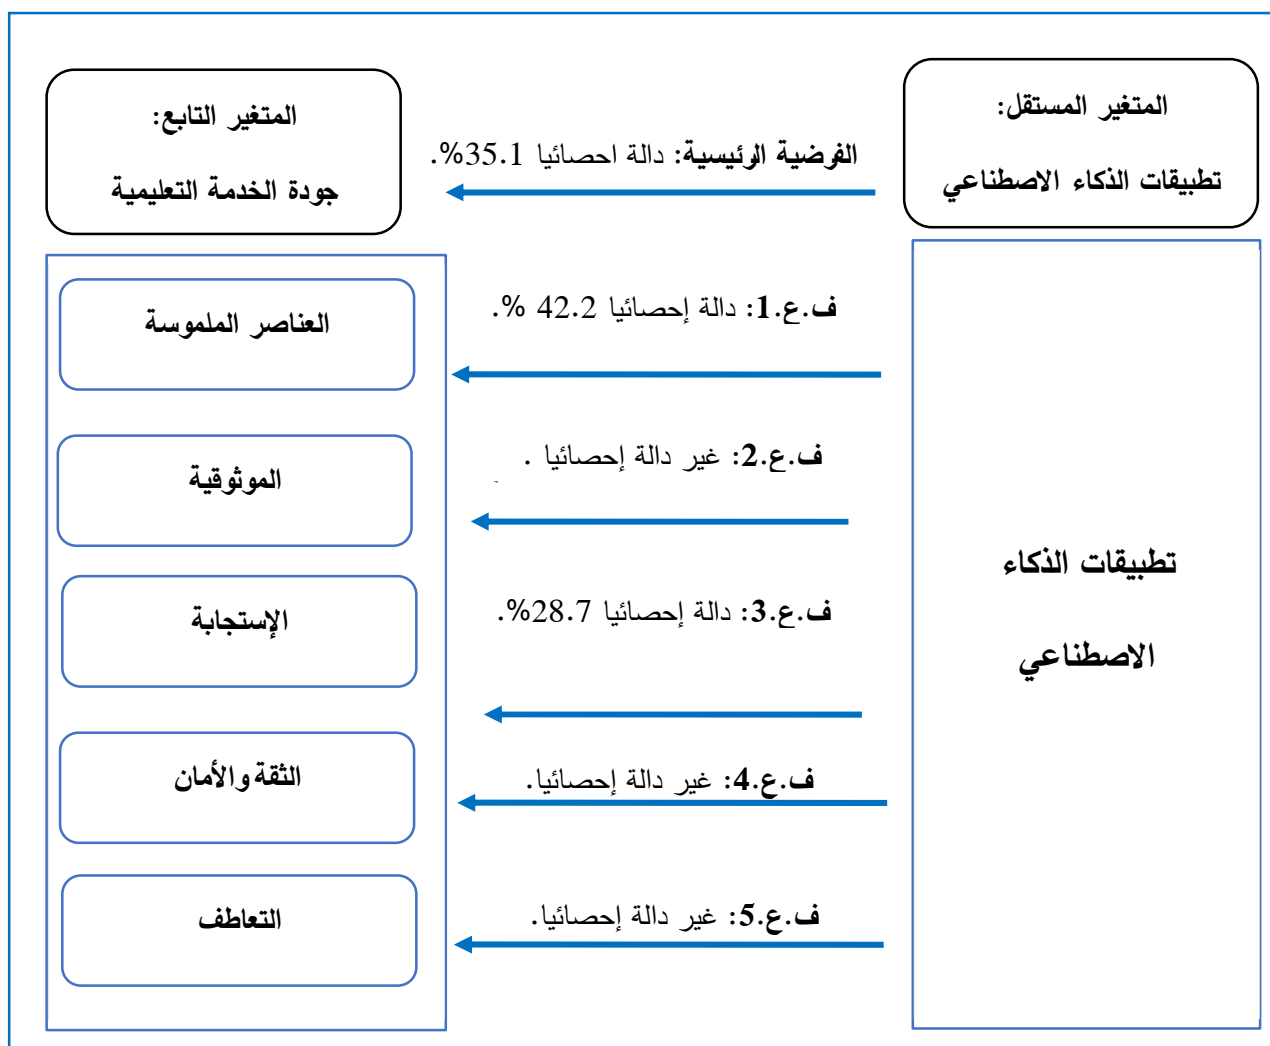 المتغير المستقل:
تطبيقات الذكاء الاصطناعي
الفرضية الرئيسية: دالة احصائيا 35.1%.
المتغير التابع:
جودة الخدمة التعليمية
ف.ع.1: دالة إحصائيا 42.2 %.
العناصر الملموسة
ف.ع.2: غير دالة إحصائيا .
الموثوقية
تطبيقات الذكاء
الاصطناعي
ف.ع.3: دالة إحصائيا 28.7%.
الإستجابة
ف.ع.4: غير دالة إحصائيا.
الثقة والأمان
ف.ع.5: غير دالة إحصائيا.
التعاطف